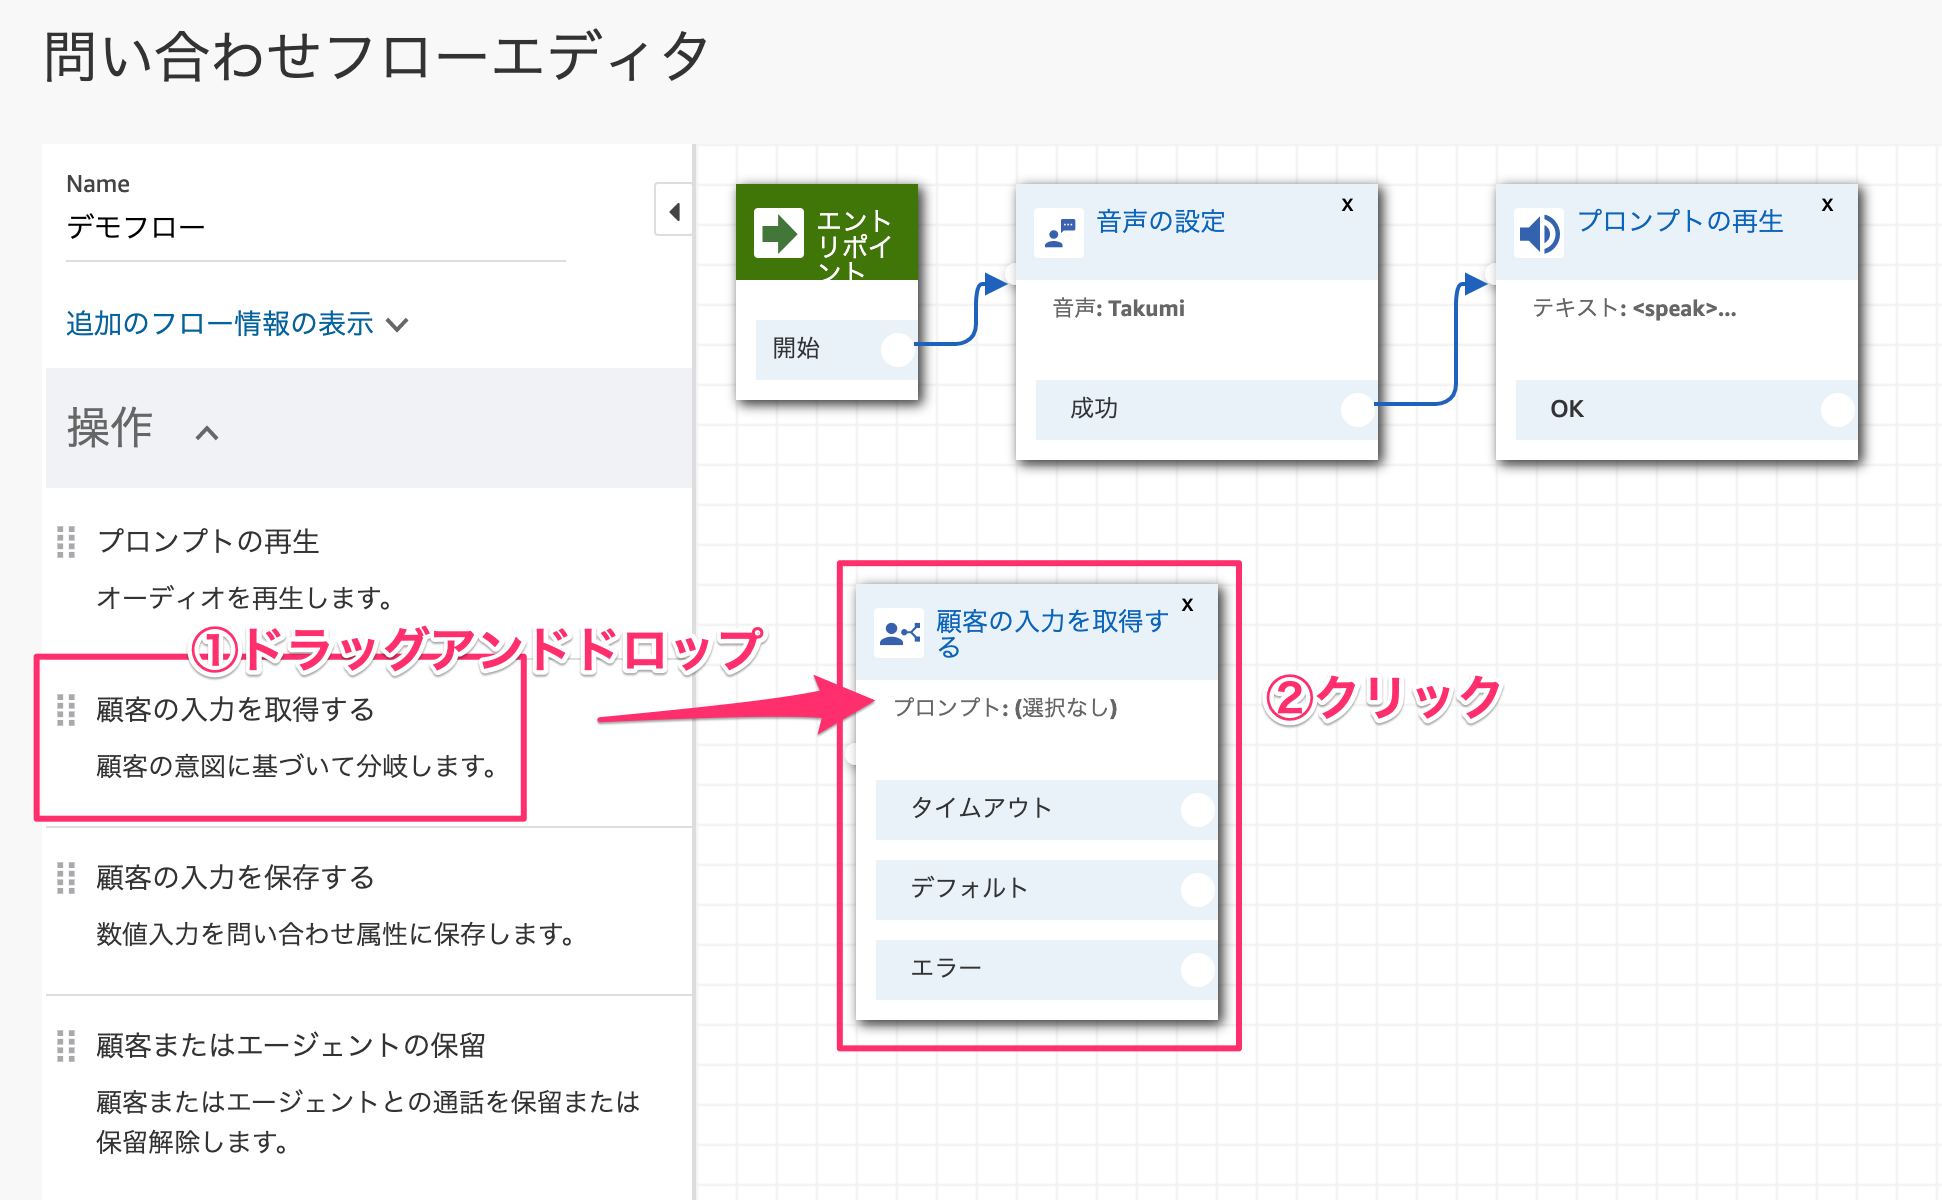 問い合わせフローエディタ
Name
デモフロー
追加のフロー情報の表示
操作
プロンプトの再生
オーディオを再生します。
①ドラッグアンドドロップ
顧客の入力を取得する
顧客の意図に基づいて分岐します。
顧客の入力を保存する
数値入力を問い合わせ属性に保存します。
顧客またはエージェントの保留
顧客またはエージェントとの通話を保留または
保留解除します。
エント
リポイ
ント
開始
音声の設定
x
音声: Takumi
成功
プロンプトの再生
x
テキスト: <speak>...
OK
顧客の入力を取得す
る
x
プロンプト: (選択なし)
タイムアウト
デフォルト
エラー
②クリック